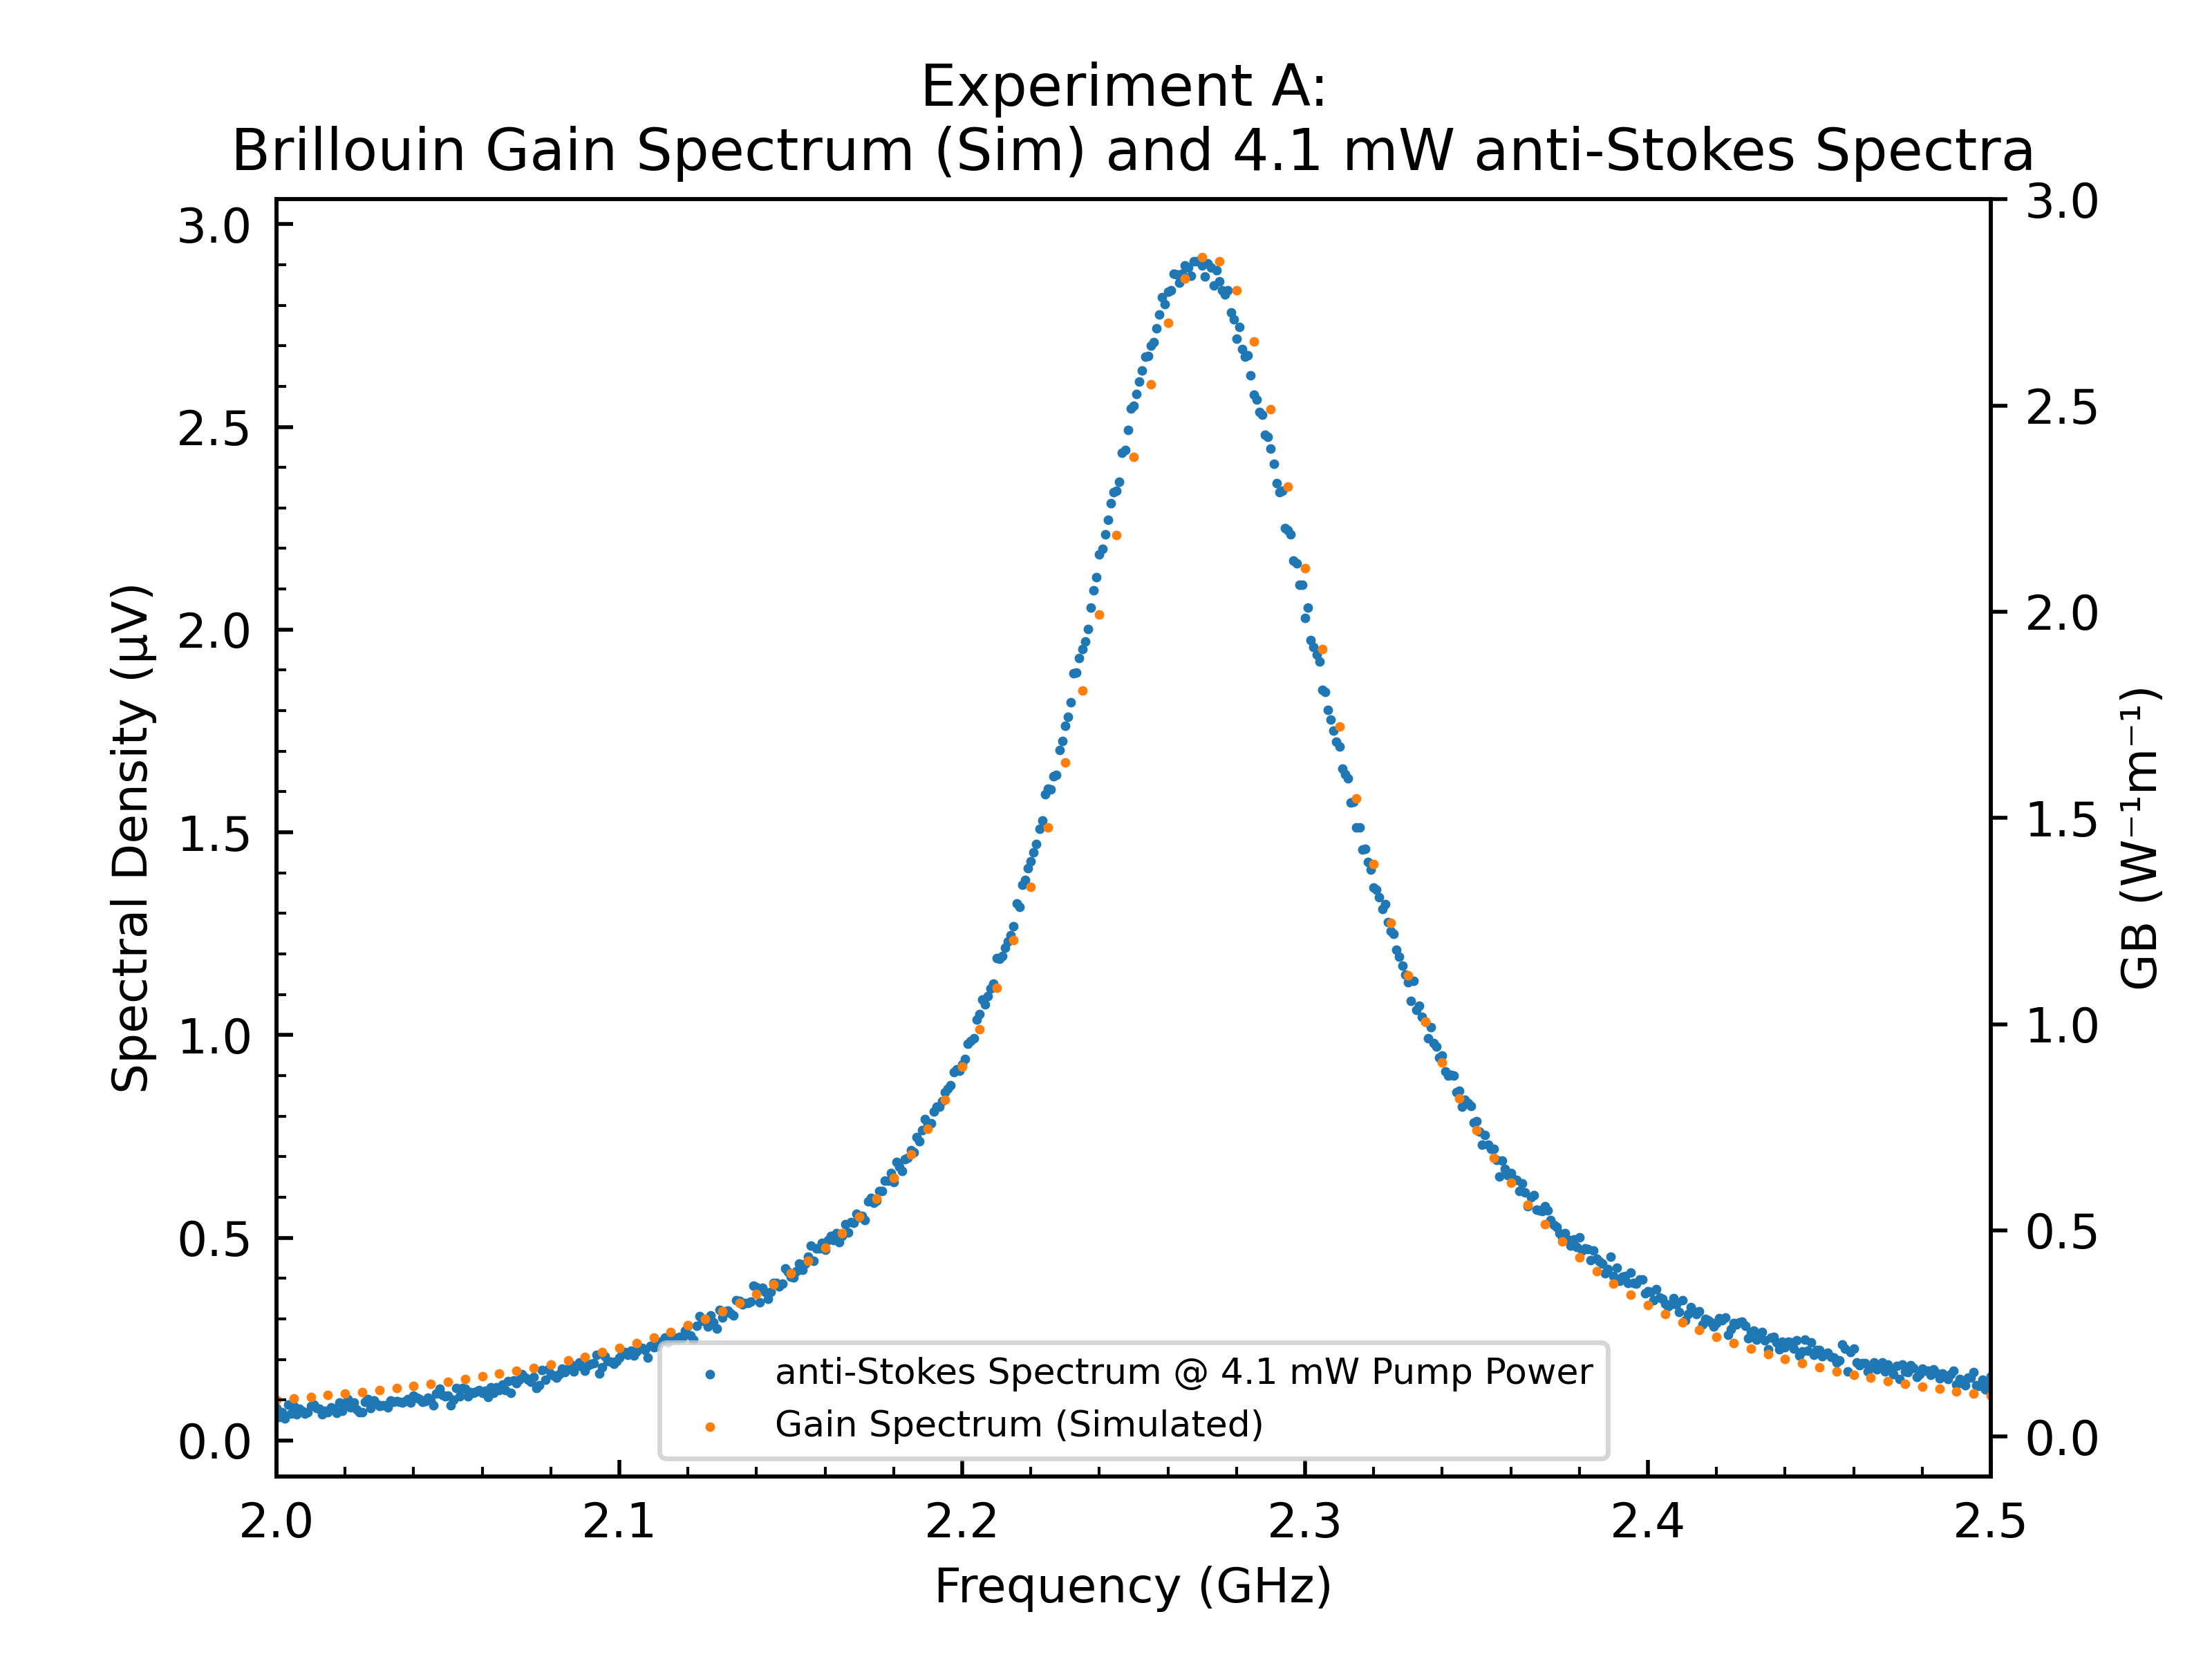 Experiment A:
Brillouin Gain Spectrum (Sim) and 4.1 mW anti-Stokes Spectra
Spectral Density (μV)
3.0
2.5
2.0
1.5
1.0
0.5
0.0
3.0
2.5
2.0
1.5
1.0
0.5
0.0
GB (W⁻¹m⁻¹)
anti-Stokes Spectrum @ 4.1 mW Pump Power
Gain Spectrum (Simulated)
2.0 2.1 2.2 2.3 2.4 2.5
Frequency (GHz)